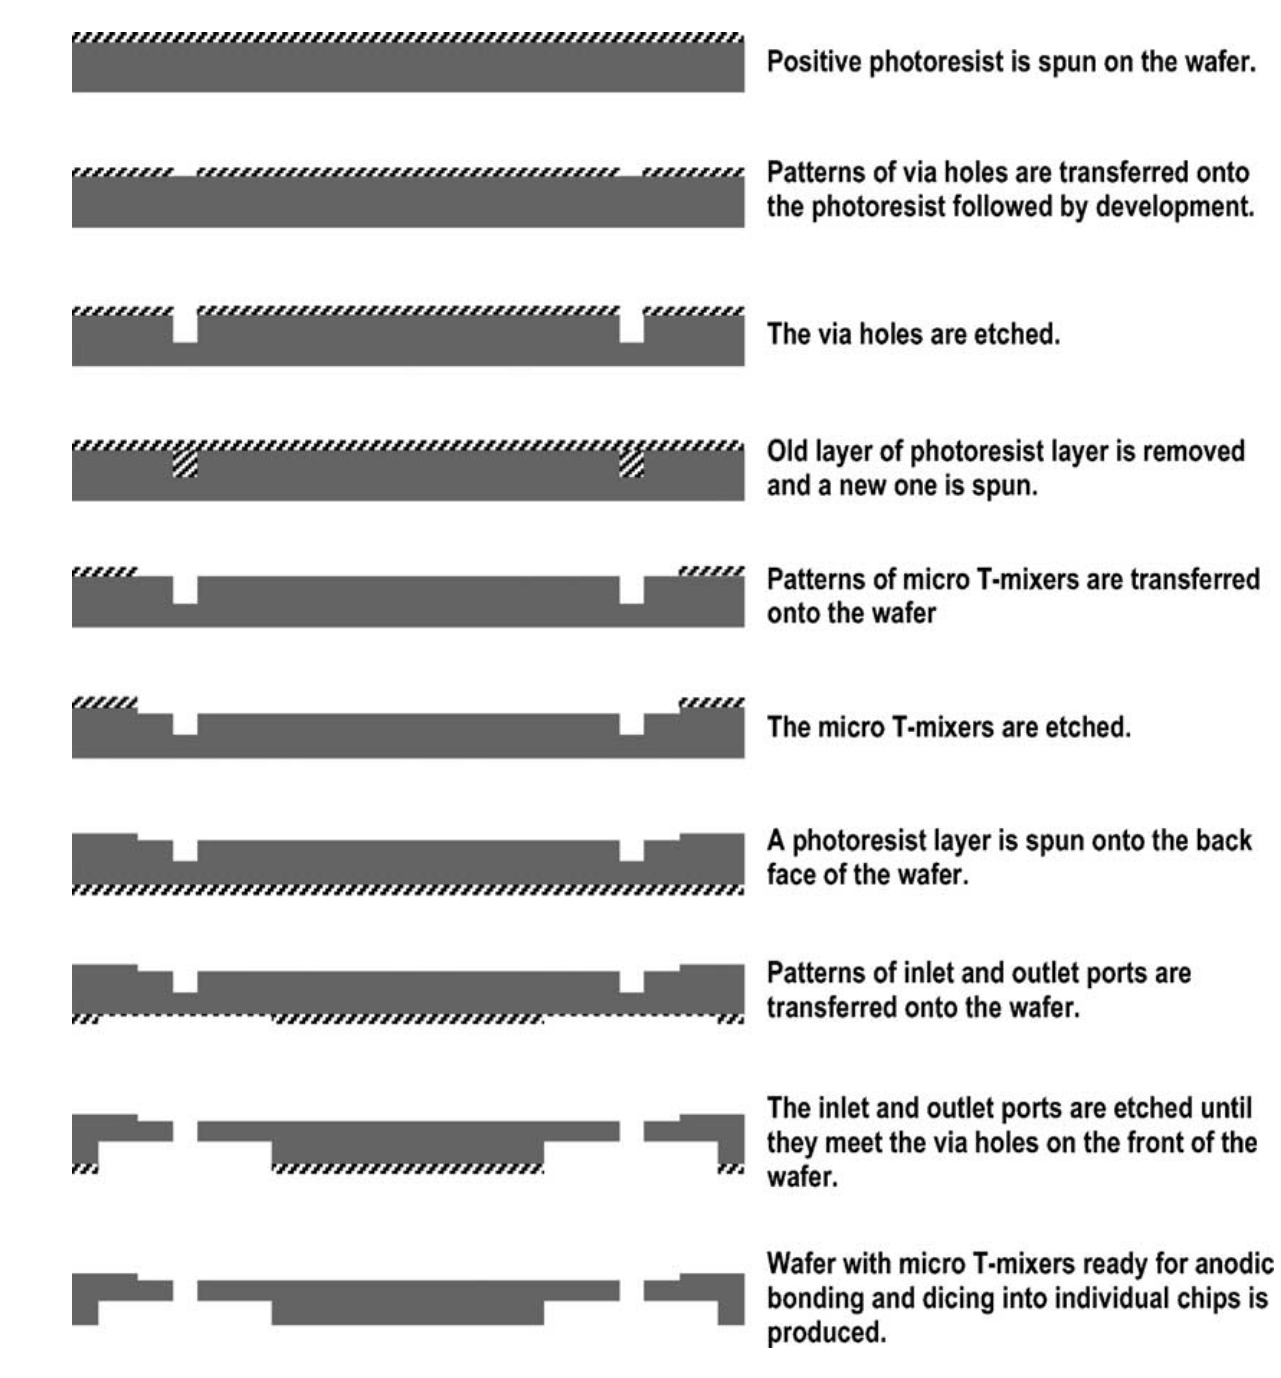 Positive photoresist is spun on the wafer.
Patterns of via holes are transferred onto
the photoresist followed by development.
The via holes are etched.
Old layer of photoresist layer is removed
and a new one is spun.
Patterns of micro T-mixers are transferred
onto the wafer
The micro T-mixers are etched.
A photoresist layer is spun onto the back
face of the wafer.
Patterns of inlet and outlet ports are
transferred onto the wafer.
The inlet and outlet ports are etched until
they meet the via holes on the front of the
wafer.
Wafer with micro T-mixers ready for anodic
bonding and dicing into individual chips is
produced.